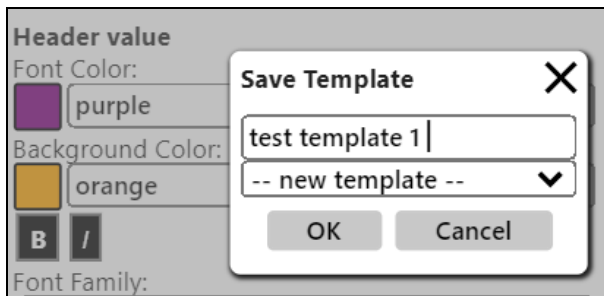 Header value
Font Color:
purple
Background Color:
orange
B I
Font Family:
Save Template
test template 1
-- new template --
OK Cancel